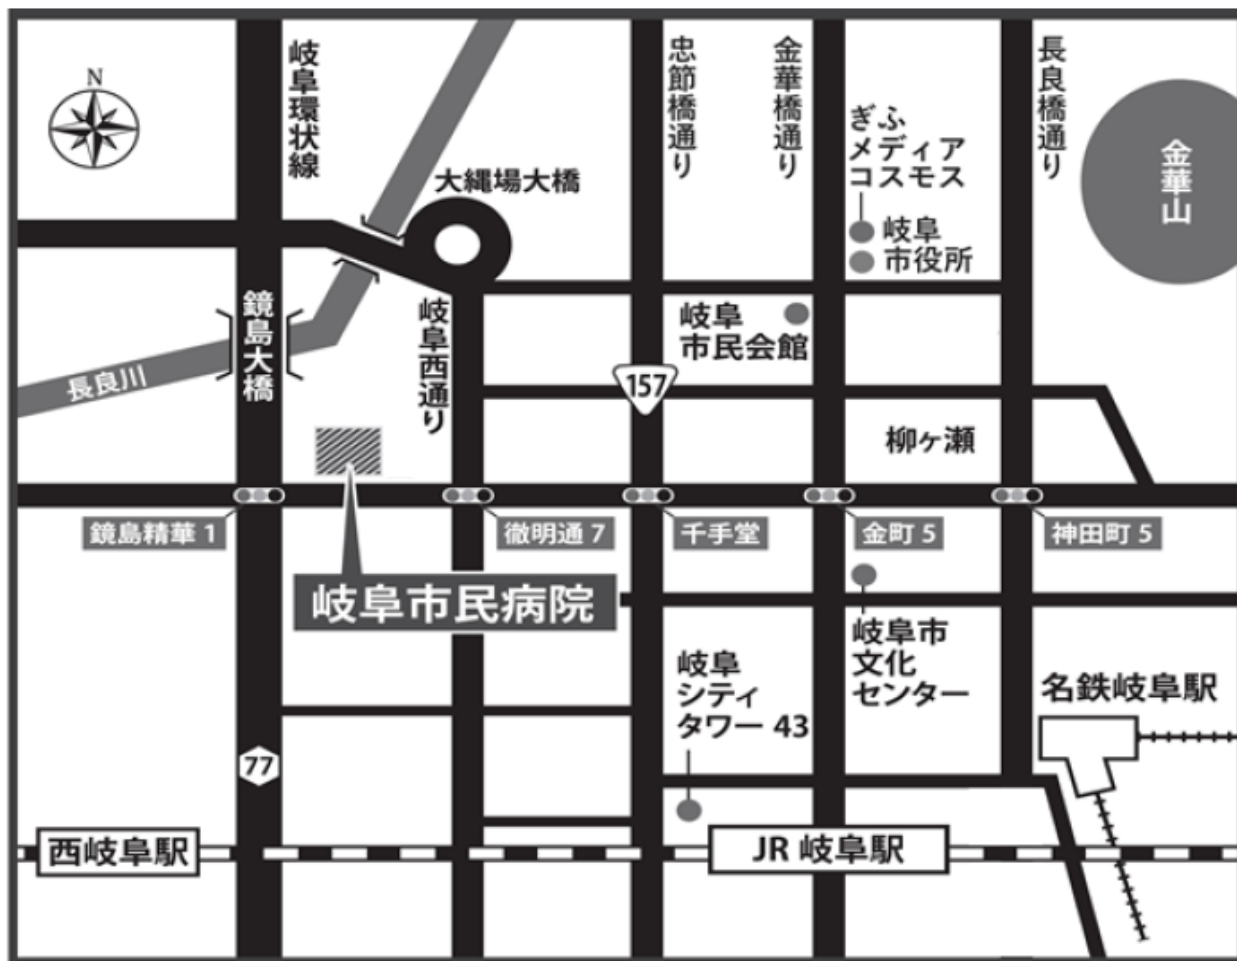 N
岐阜環状線
忠節橋通り
金華橋通り
長良橋通り
ぎふ
メディア
コスモス
金華山
大縄場大橋
岐阜
市役所
鏡島大橋
岐阜西通り
岐阜
市民会館
長良川
157
柳ヶ瀬
鏡島精華 1
徹明通 7
千手堂
金町 5
神田町 5
岐阜市民病院
岐阜市
文化
センター
岐阜
シティ
タワー 43
名鉄岐阜駅
77
西岐阜駅
JR 岐阜駅